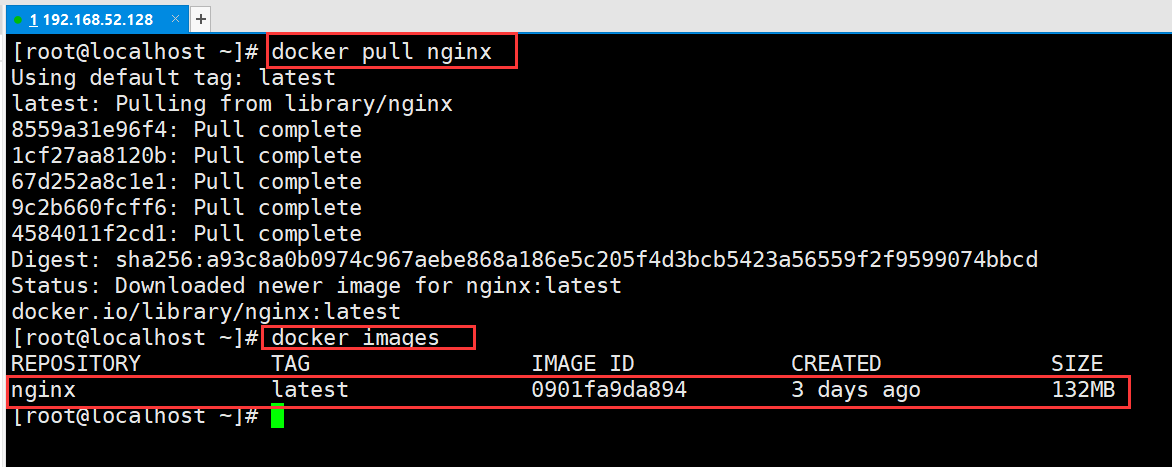 1 192.168.52.128 × +
[root@localhost ~]# docker pull nginx
Using default tag: latest
latest: Pulling from library/nginx
8559a31e96f4: Pull complete
1cf27aa8120b: Pull complete
67d252a8c1e1: Pull complete
9c2b660fcff6: Pull complete
4584011f2cd1: Pull complete
Digest: sha256:a93c8a0b0974c967aebe868a186e5c205f4d3bcb5423a56559f2f9599074bbcd
Status: Downloaded newer image for nginx:latest
docker.io/library/nginx:latest
[root@localhost ~]# docker images
REPOSITORY TAG IMAGE ID CREATED SIZE
nginx latest 0901fa9da894 3 days ago 132MB
[root@localhost ~]#